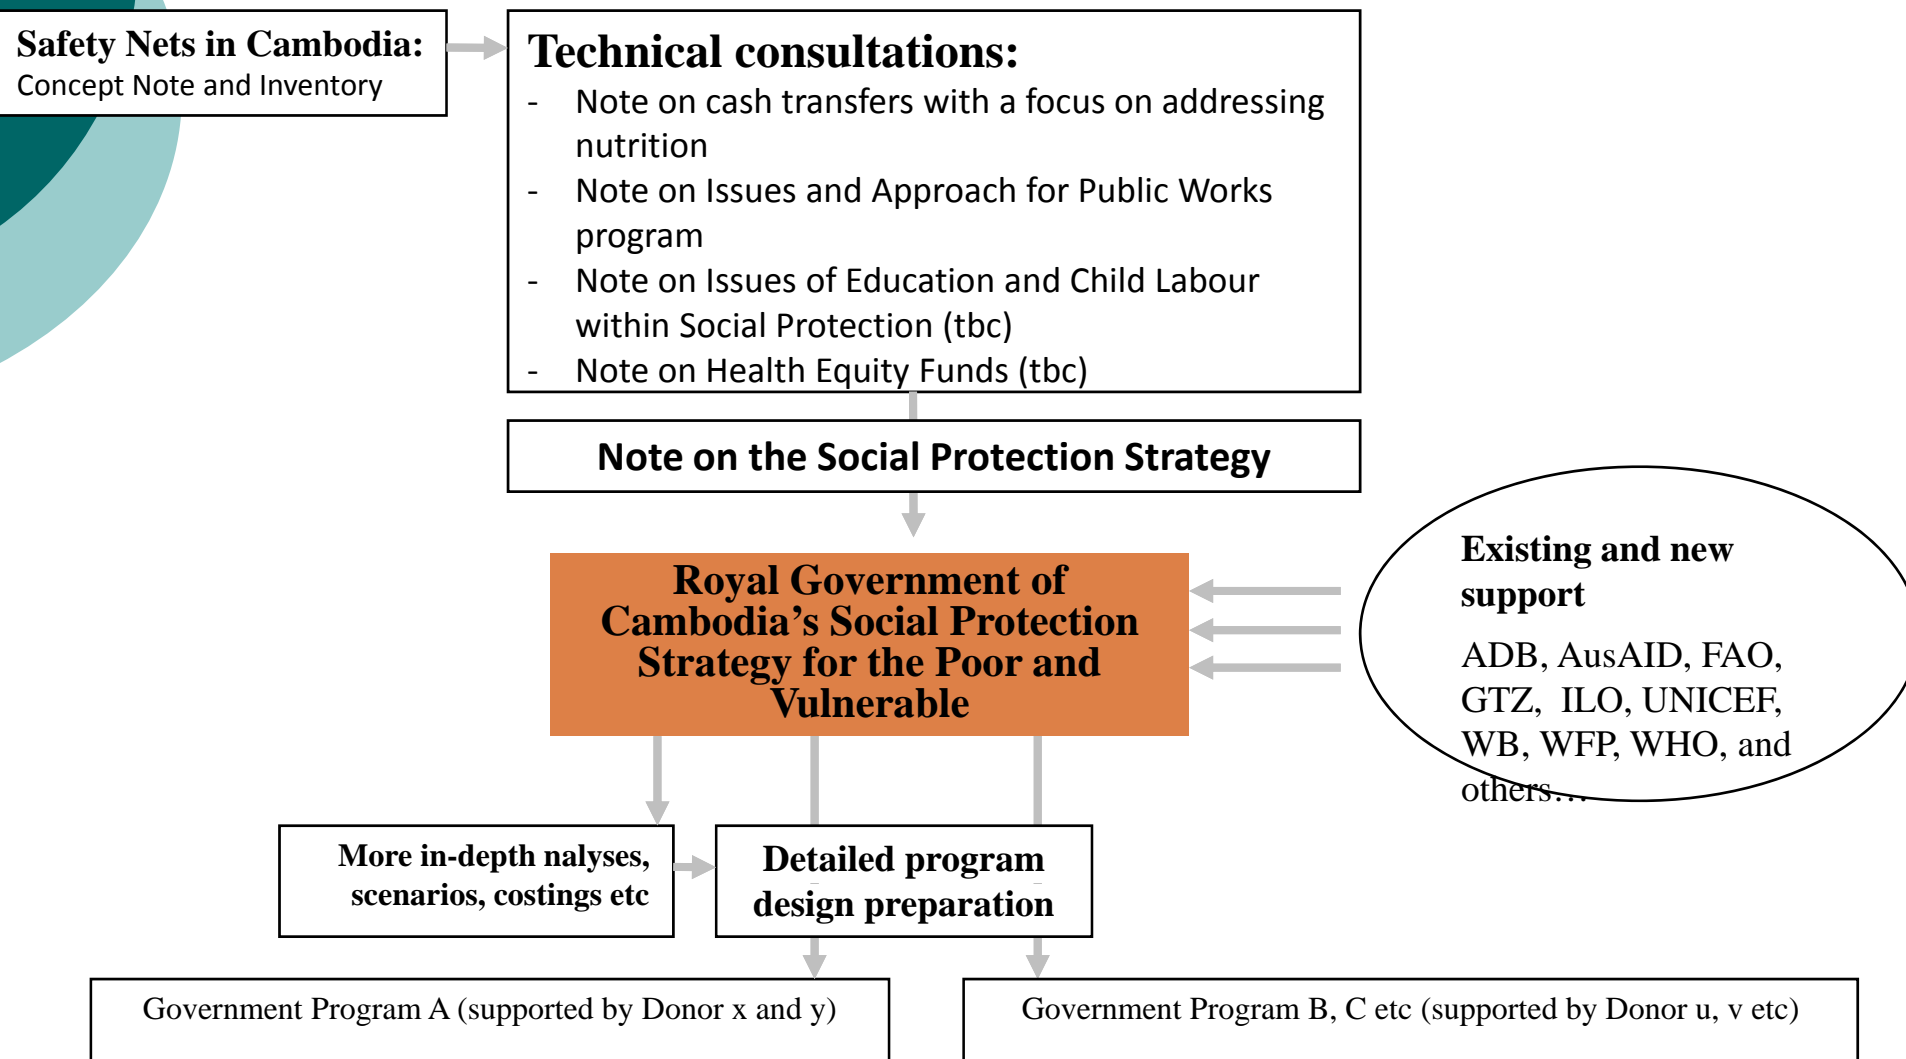 Safety Nets in Cambodia:
Concept Note and Inventory
Technical consultations:
- Note on cash transfers with a focus on addressing
nutrition
- Note on Issues and Approach for Public Works
program
- Note on Issues of Education and Child Labour
within Social Protection (tbc)
- Note on Health Equity Funds (tbc)
Note on the Social Protection Strategy
Royal Government of
Cambodia’s Social Protection
Strategy for the Poor and
Vulnerable
Existing and new
support
ADB, AusAID, FAO,
GTZ, ILO, UNICEF,
WB, WFP, WHO, and
others…
More in-depth nalyses,
scenarios, costings etc
Detailed program
design preparation
Government Program A (supported by Donor x and y)
Government Program B, C etc (supported by Donor u, v etc)